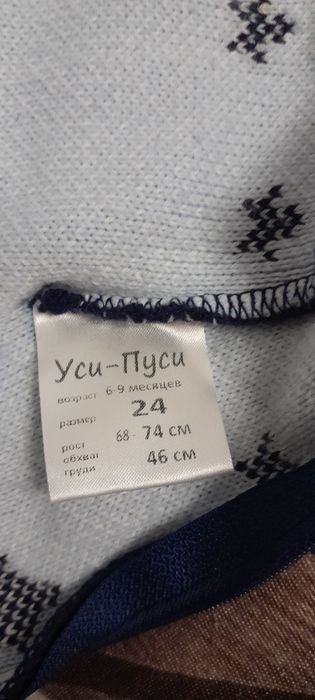 Уси-Пуси
возраст 6-9 месяцев
размер 24
рост 68-74 см
обхват груди 46 см